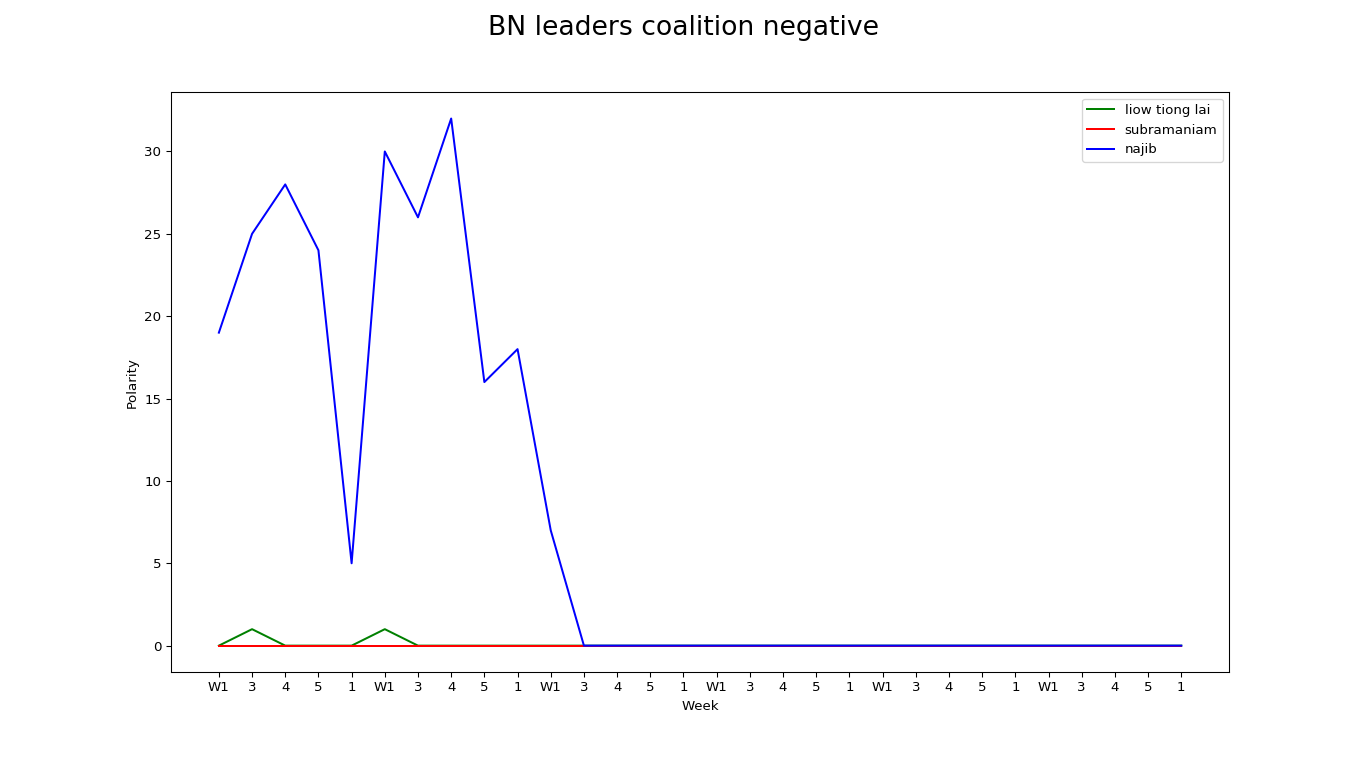 BN leaders coalition negative
liow tiong lai
subramaniam
najib
30
25
20
15
10
5
0
Polarity
W1 3 4 5 1 W1 3 4 5 1 W1 3 4 5 1 W1 3 4 5 1 W1 3 4 5 1 W1 3 4 5 1
Week